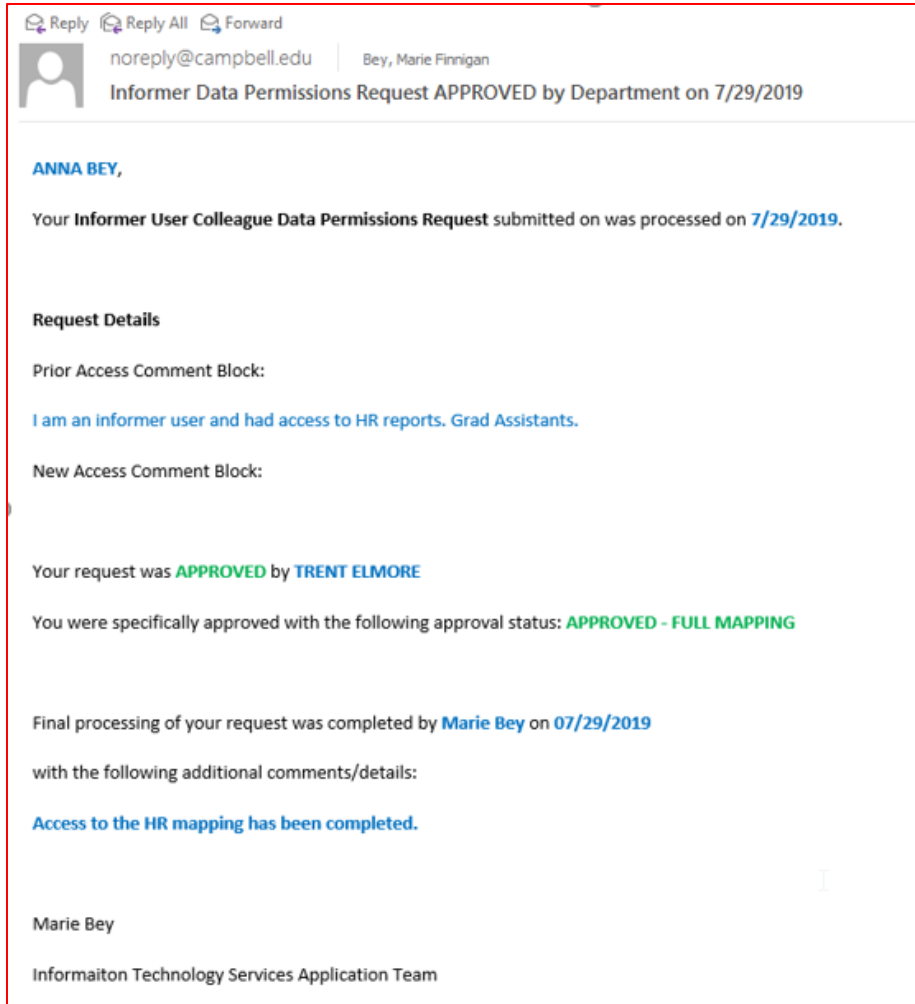 Reply Reply All Forward
noreply@campbell.edu Bey, Marie Finnigan
Informer Data Permissions Request APPROVED by Department on 7/29/2019
ANNA BEY,
Your Informer User Colleague Data Permissions Request submitted on was processed on 7/29/2019.
Request Details
Prior Access Comment Block:
I am an informer user and had access to HR reports. Grad Assistants.
New Access Comment Block:
Your request was APPROVED by TRENT ELMORE
You were specifically approved with the following approval status: APPROVED - FULL MAPPING
Final processing of your request was completed by Marie Bey on 07/29/2019
with the following additional comments/details:
Access to the HR mapping has been completed.
Marie Bey
Informaiton Technology Services Application Team